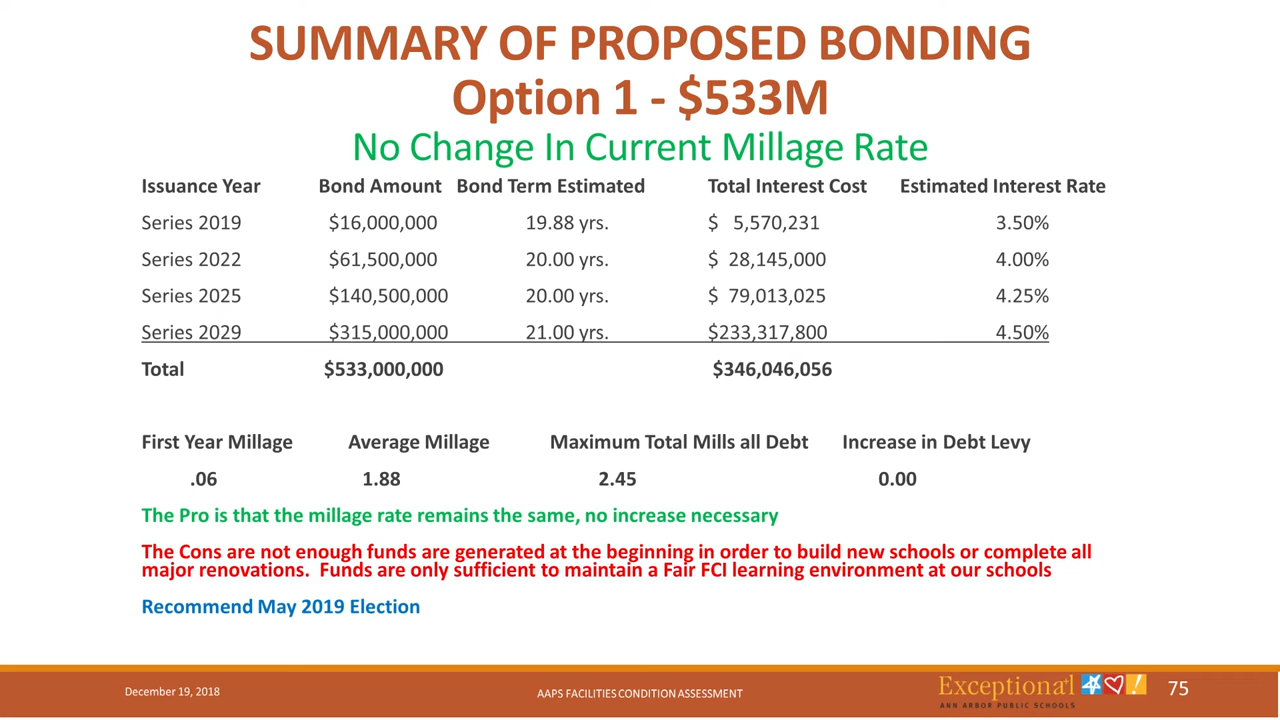 SUMMARY OF PROPOSED BONDING
Option 1 - $533M
No Change In Current Millage Rate
Issuance Year Bond Amount Bond Term Estimated Total Interest Cost Estimated Interest Rate
Series 2019 $16,000,000 19.88 yrs. $ 5,570,231 3.50%
Series 2022 $61,500,000 20.00 yrs. $ 28,145,000 4.00%
Series 2025 $140,500,000 20.00 yrs. $ 79,013,025 4.25%
Series 2029 $315,000,000 21.00 yrs. $233,317,800 4.50%
Total $533,000,000 $346,046,056
First Year Millage Average Millage Maximum Total Mills all Debt Increase in Debt Levy
.06 1.88 2.45 0.00
The Pro is that the millage rate remains the same, no increase necessary
The Cons are not enough funds are generated at the beginning in order to build new schools or complete all
major renovations. Funds are only sufficient to maintain a Fair FCI learning environment at our schools
Recommend May 2019 Election
December 19, 2018 AAPS FACILITIES CONDITION ASSESSMENT Exceptional 75
ANN ARBOR PUBLIC SCHOOLS